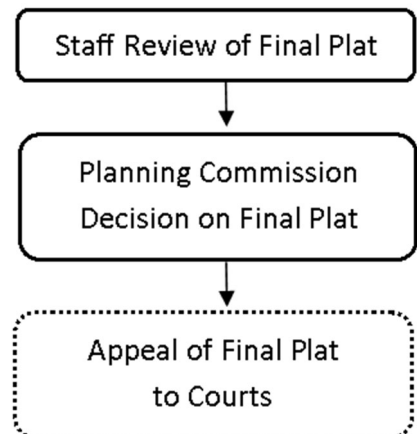 Staff Review of Final Plat
Planning Commission
Decision on Final Plat
Appeal of Final Plat
to Courts